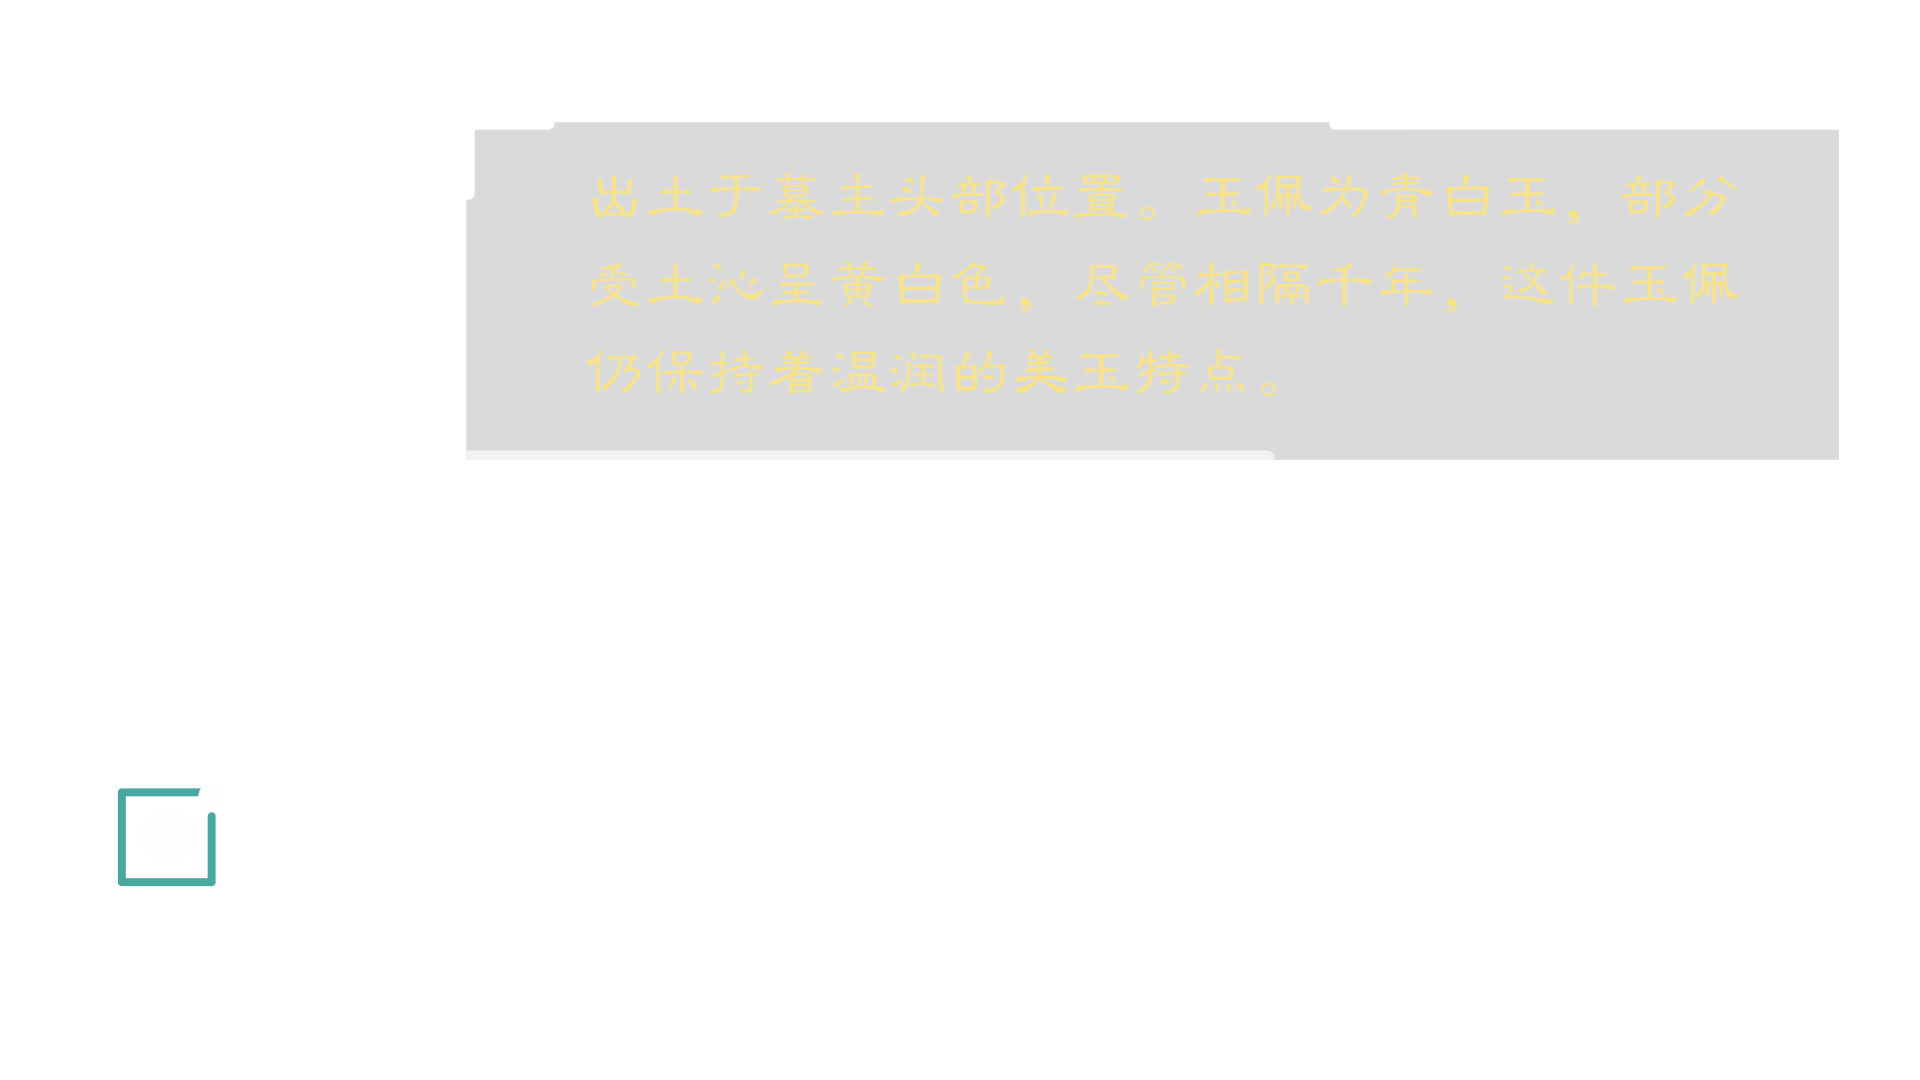 出土于墓主头部位置。玉佩为青白玉，部分
受土沁呈黄白色，尽管相隔千年，这件玉佩
仍保持着温润的美玉特点。